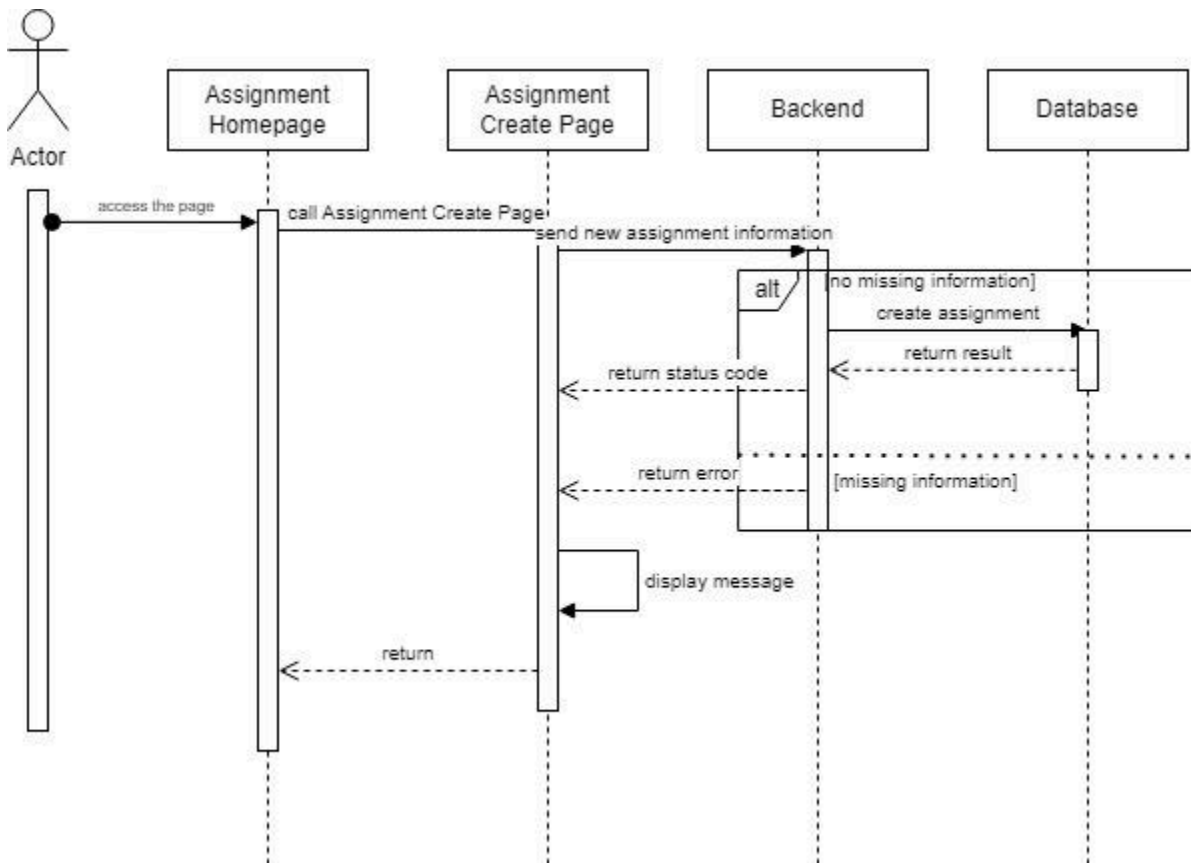 Assignment
Homepage
Assignment
Create Page
Backend
Database
Actor
access the page
call Assignment Create Page
send new assignment information
alt
[no missing information]
create assignment
return result
return status code
return error
[missing information]
display message
return